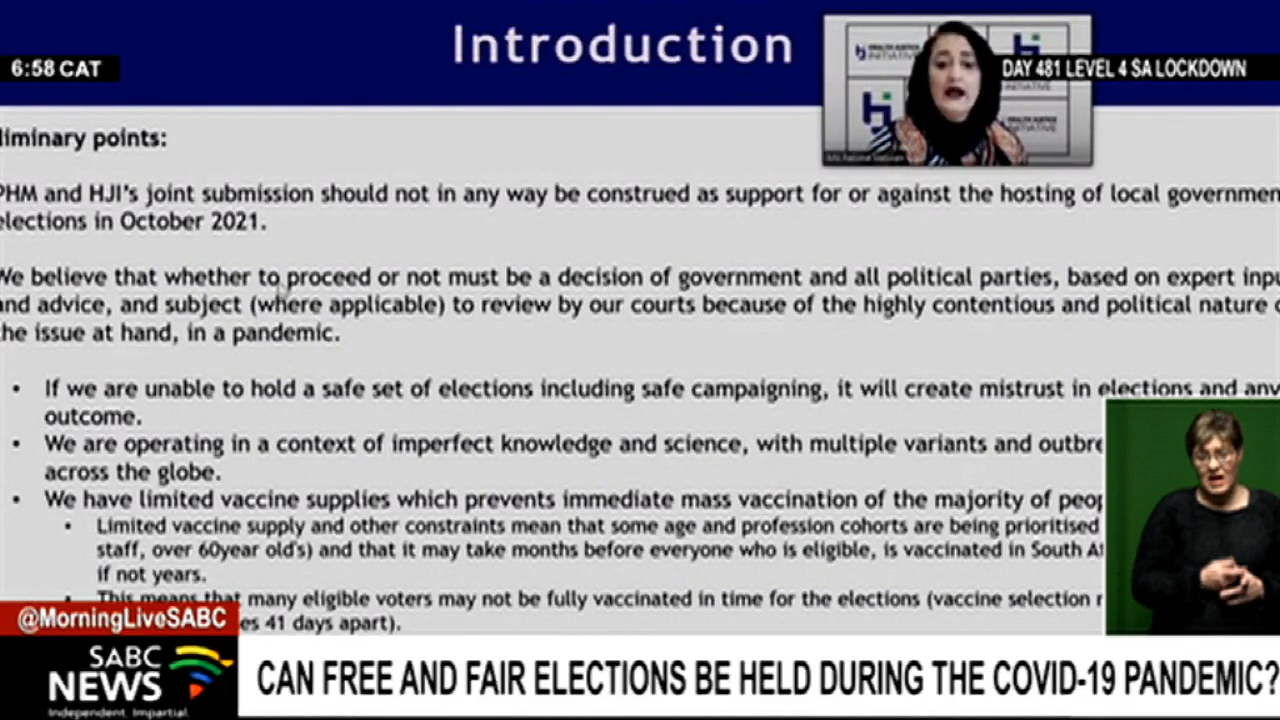 Introduction
6:58 CAT
DAY 481 LEVEL 4 SA LOCKDOWN
HEALTH JUSTICE
INITIATIVE
hj
INITIATIVE
liminary points:
PHM and HJI's joint submission should not in any way be construed as support for or against the hosting of local governmen
elections in October 2021.
We believe that whether to proceed or not must be a decision of government and all political parties, based on expert inpu
and advice, and subject (where applicable) to review by our courts because of the highly contentious and political nature o
the issue at hand, in a pandemic.
• If we are unable to hold a safe set of elections including safe campaigning, it will create mistrust in elections and any
outcome.
• We are operating in a context of imperfect knowledge and science, with multiple variants and outbre
across the globe.
• We have limited vaccine supplies which prevents immediate mass vaccination of the majority of peop
• Limited vaccine supply and other constraints mean that some age and profession cohorts are being prioritised
staff, over 60year old's) and that it may take months before everyone who is eligible, is vaccinated in South Af
if not years.
• This means that many eligible voters may not be fully vaccinated in time for the elections (vaccine selection r
es 41 days apart).
@MorningLiveSABC
SABC
NEWS
Independent. Impartial.
CAN FREE AND FAIR ELECTIONS BE HELD DURING THE COVID-19 PANDEMIC?